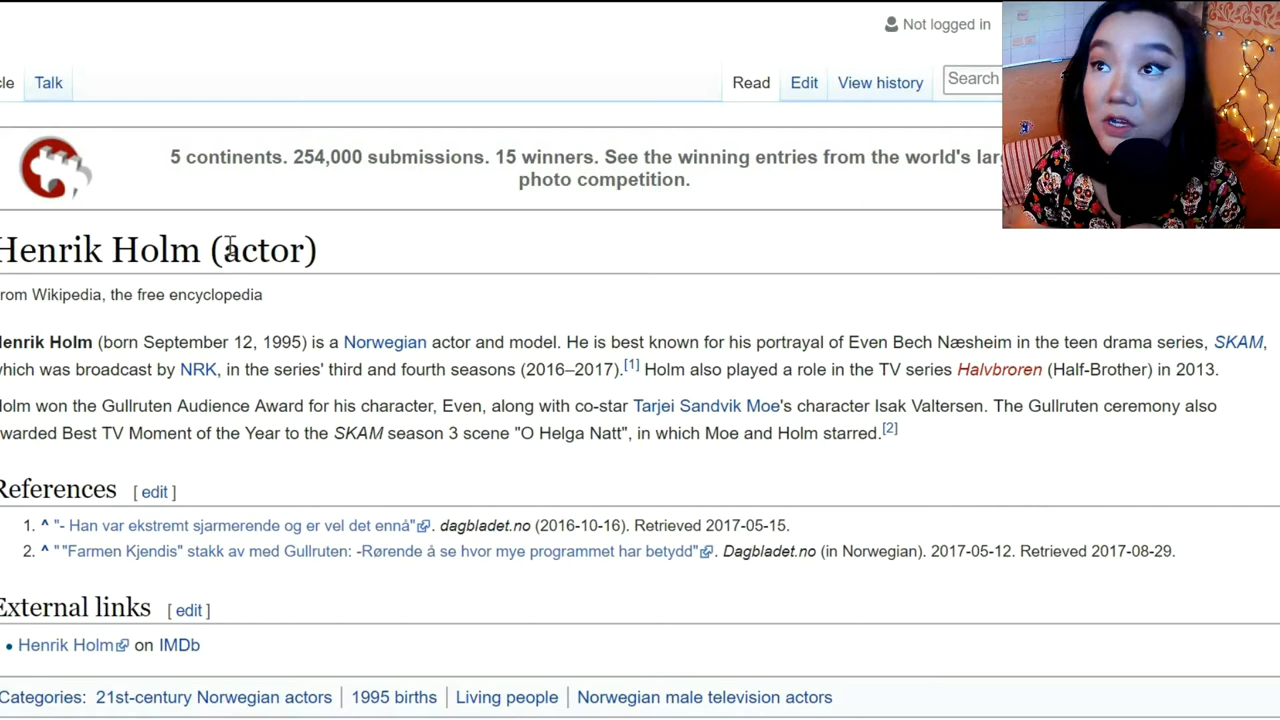 Not logged in
cle Talk Read Edit View history Search
5 continents. 254,000 submissions. 15 winners. See the winning entries from the world's lar
photo competition.
Henrik Holm (actor)
rom Wikipedia, the free encyclopedia
enrik Holm (born September 12, 1995) is a Norwegian actor and model. He is best known for his portrayal of Even Bech Næsheim in the teen drama series, SKAM,
hich was broadcast by NRK, in the series' third and fourth seasons (2016–2017).[1] Holm also played a role in the TV series Halvbroren (Half-Brother) in 2013.
olm won the Gullruten Audience Award for his character, Even, along with co-star Tarjei Sandvik Moe's character Isak Valtersen. The Gullruten ceremony also
warded Best TV Moment of the Year to the SKAM season 3 scene "O Helga Natt", in which Moe and Holm starred.[2]
References [ edit ]
1. ^ "- Han var ekstremt sjarmerende og er vel det ennå". dagbladet.no (2016-10-16). Retrieved 2017-05-15.
2. ^ " "Farmen Kjendis" stakk av med Gullruten: -Rørende å se hvor mye programmet har betydd". Dagbladet.no (in Norwegian). 2017-05-12. Retrieved 2017-08-29.
External links [ edit ]
• Henrik Holm on IMDb
Categories: 21st-century Norwegian actors | 1995 births | Living people | Norwegian male television actors